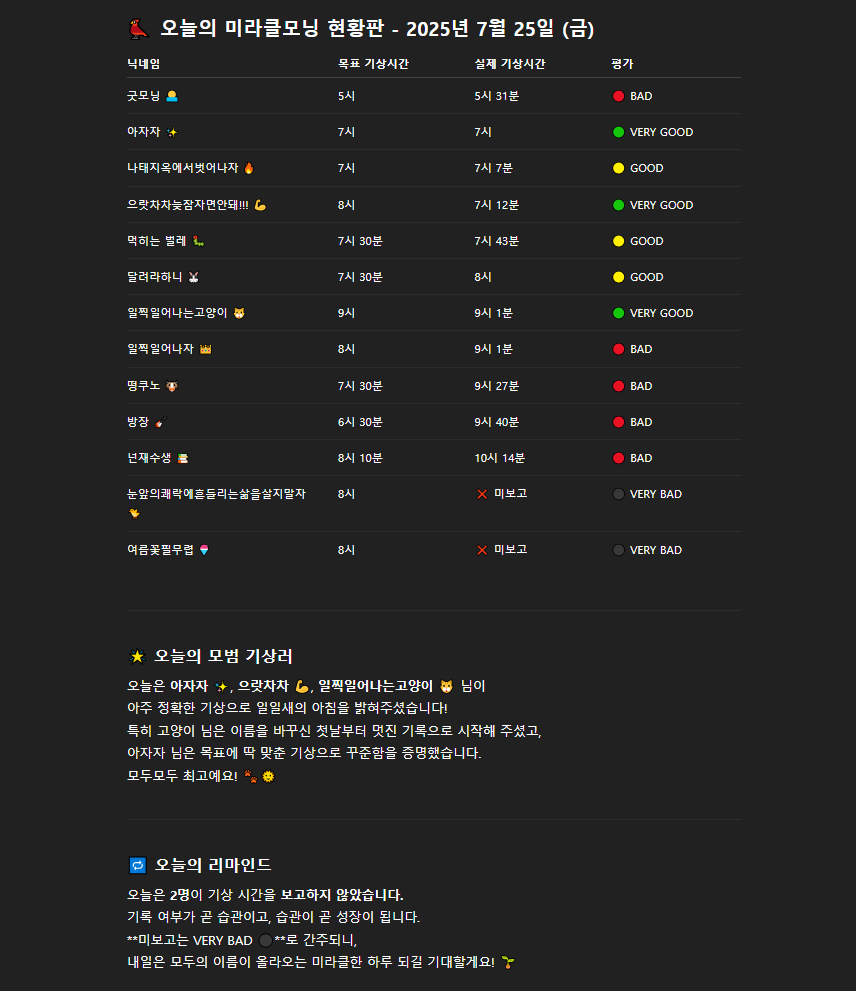 🐦‍🔥 오늘의 미라클모닝 현황판 - 2025년 7월 25일 (금)
닉네임 목표 기상시간 실제 기상시간 평가
굿모닝 🌅 5시 5시 31분 🔴 BAD
아자자 ✨ 7시 7시 🟢 VERY GOOD
나태지옥에서벗어나자 🔥 7시 7시 7분 🟡 GOOD
으랏차차늦잠자면안돼!!! 💪 8시 7시 12분 🟢 VERY GOOD
먹히는 벌레 🐛 7시 30분 7시 43분 🟡 GOOD
달려라하니 🐰 7시 30분 8시 🟡 GOOD
일찍일어나는고양이 🐱 9시 9시 1분 🟢 VERY GOOD
일찍일어나자 👑 8시 9시 1분 🔴 BAD
떵쿠노 🐮 7시 30분 9시 27분 🔴 BAD
방장 🎸 6시 30분 9시 40분 🔴 BAD
넌재수생 📚 8시 10분 10시 14분 🔴 BAD
눈앞의쾌락에흔들리는삶을살지말자
🐤 8시 ❌ 미보고 ⚫ VERY BAD
여름꽃필무렵 🍧 8시 ❌ 미보고 ⚫ VERY BAD
🌟 오늘의 모범 기상러
오늘은 아자자 ✨, 으랏차차 💪, 일찍일어나는고양이 🐱 님이
아주 정확한 기상으로 일일새의 아침을 밝혀주셨습니다!
특히 고양이 님은 이름을 바꾸신 첫날부터 멋진 기록으로 시작해 주셨고,
아자자 님은 목표에 딱 맞춘 기상으로 꾸준함을 증명했습니다.
모두모두 최고예요! 🐾🌞
🔁 오늘의 리마인드
오늘은 2명이 기상 시간을 보고하지 않았습니다.
기록 여부가 곧 습관이고, 습관이 곧 성장이 됩니다.
**미보고는 VERY BAD ⚫**로 간주되니,
내일은 모두의 이름이 올라오는 미라클한 하루 되길 기대할게요! 🌱